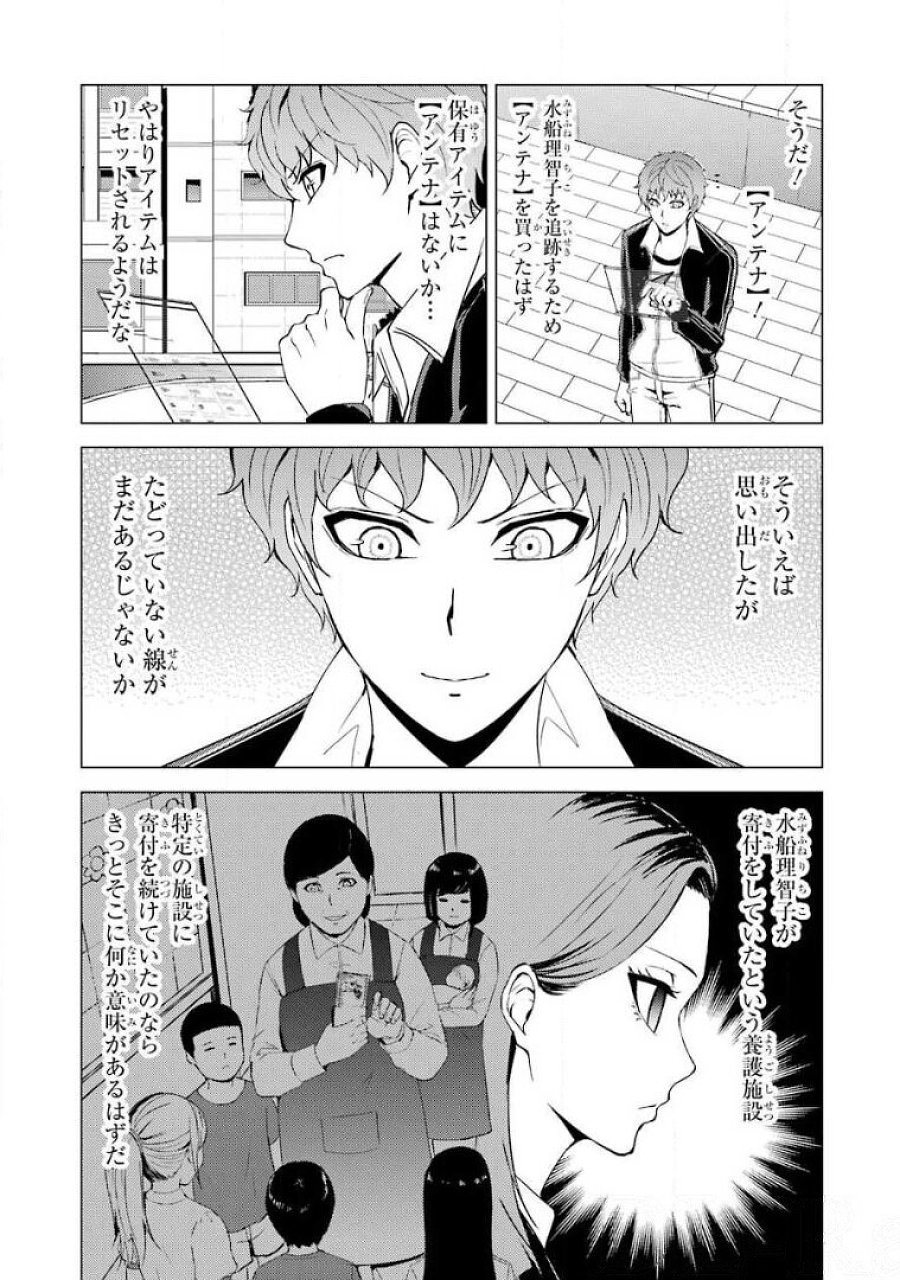 そうだ！
【アンテナ】！
水船理智子を追跡するため
【アンテナ】を買ったはず
保有アイテムに
【アンテナ】はないか…
やはりアイテムは
リセットされるようだな
そういえば
思い出したが
たどっていない線が
まだあるじゃないか
水船理智子が
寄付をしていたという養護施設
特定の施設に
寄付を続けていたのなら
きっとそこに何か意味があるはずだ